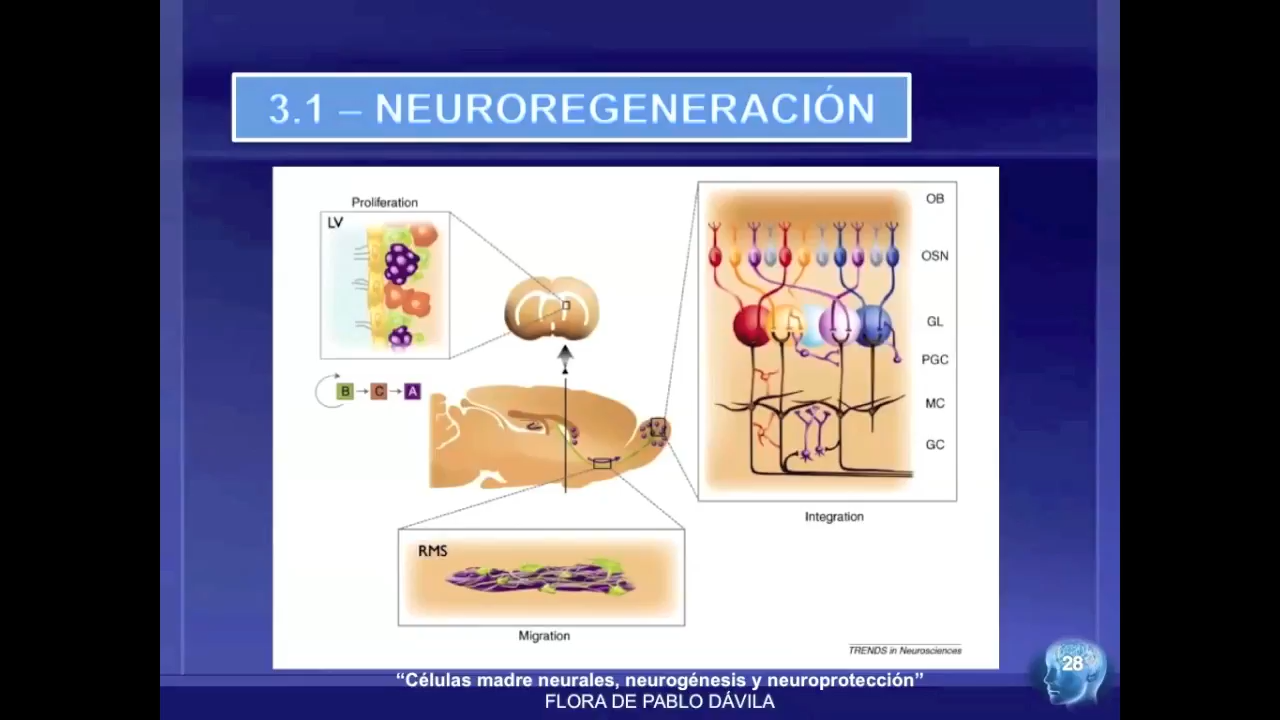 3.1 – NEUROREGENERACIÓN
Proliferation
LV
B C A
RMS
Migration
OB
OSN
GL
PGC
MC
GC
Integration
TRENDS in Neurosciences
28
“Células madre neurales, neurogénesis y neuroprotección”
FLORA DE PABLO DÁVILA